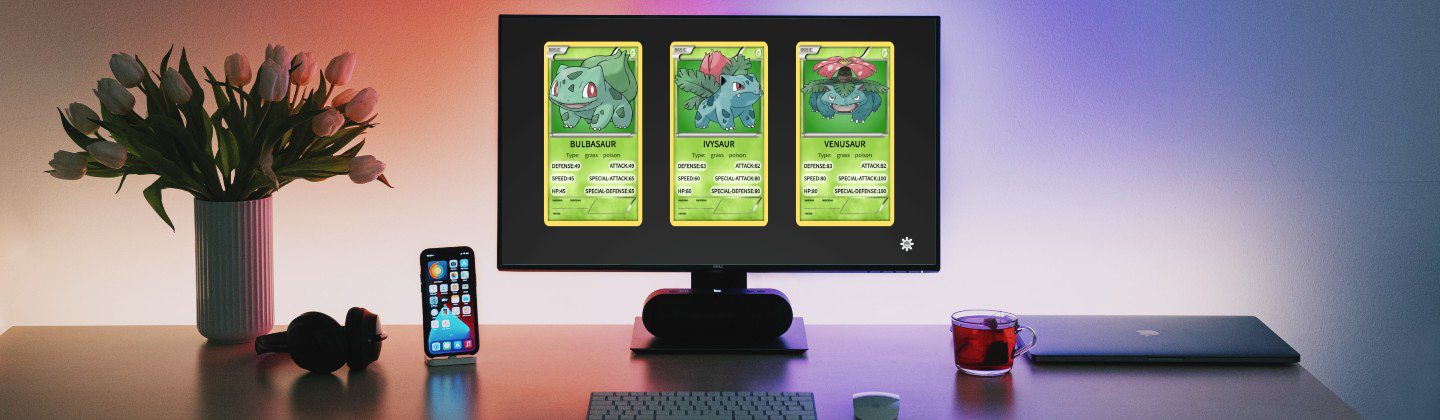 BASIC
BULBASAUR
Type: grass poison
DEFENSE:49 ATTACK:49
SPEED:45 SPECIAL-ATTACK:65
HP:45 SPECIAL-DEFENSE:65
BASIC
IVYSAUR
Type: grass poison
DEFENSE:63 ATTACK:62
SPEED:60 SPECIAL-ATTACK:80
HP:60 SPECIAL-DEFENSE:80
BASIC
VENUSAUR
Type: grass poison
DEFENSE:83 ATTACK:82
SPEED:80 SPECIAL-ATTACK:100
HP:80 SPECIAL-DEFENSE:100
DELL